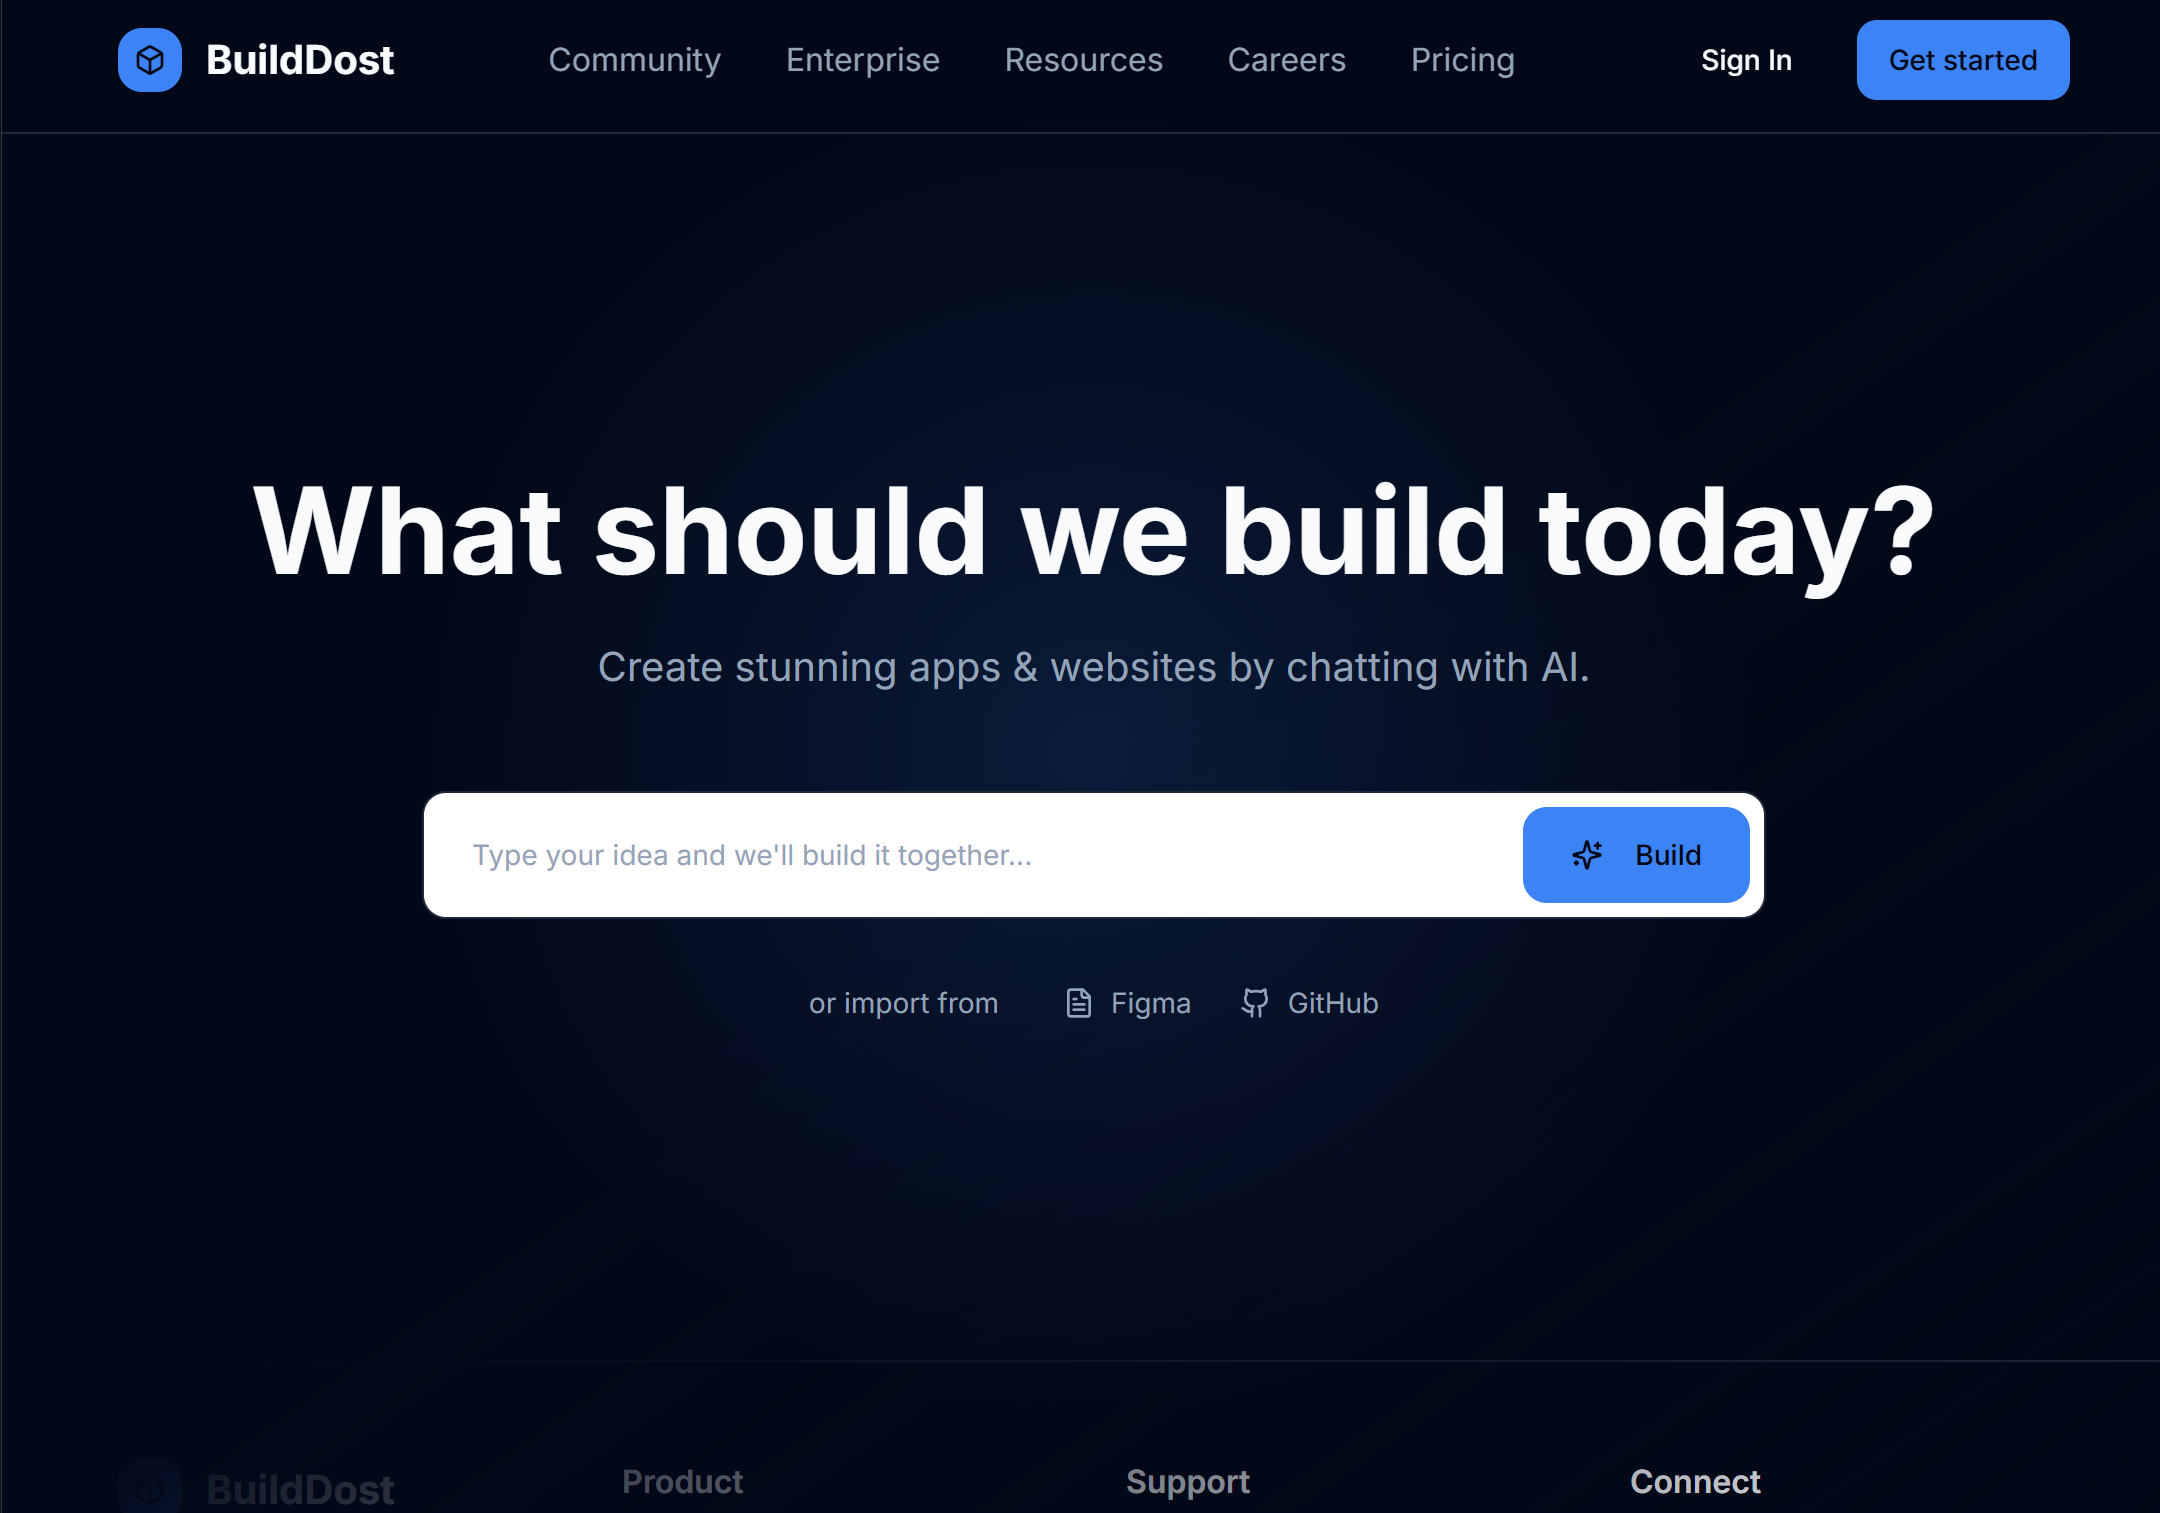 BuildDost
Community
Enterprise
Resources
Careers
Pricing
Sign In
Get started
What should we build today?
Create stunning apps & websites by chatting with AI.
Type your idea and we'll build it together...
Build
or import from
Figma
GitHub
BuildDost
Product
Support
Connect